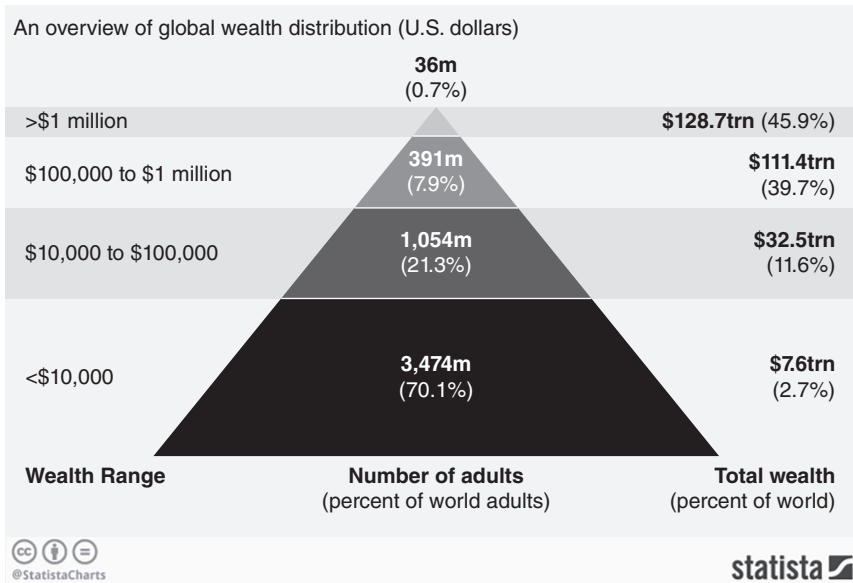 An overview of global wealth distribution (U.S. dollars)
36m
(0.7%)
>$1 million
$128.7trn (45.9%)
$100,000 to $1 million
391m
(7.9%)
$111.4trn
(39.7%)
$10,000 to $100,000
1,054m
(21.3%)
$32.5trn
(11.6%)
<$10,000
3,474m
(70.1%)
$7.6trn
(2.7%)
Wealth Range
Number of adults
(percent of world adults)
Total wealth
(percent of world)
cc
@StatistaCharts
statista